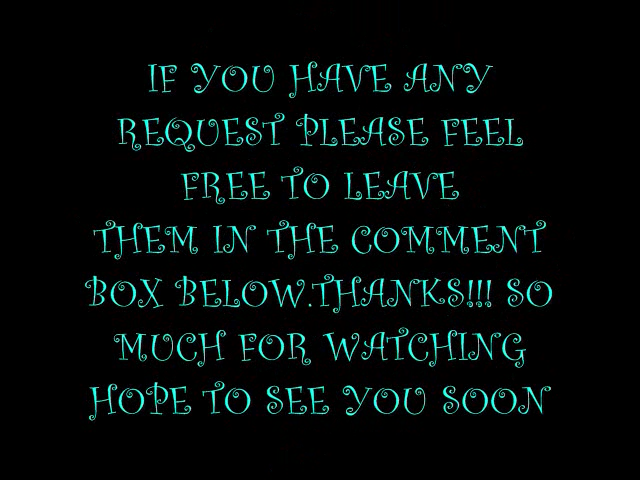 IF YOU HAVE ANY
REQUEST PLEASE FEEL
FREE TO LEAVE
THEM IN THE COMMENT
BOX BELOW.THANKS!!! SO
MUCH FOR WATCHING
HOPE TO SEE YOU SOON